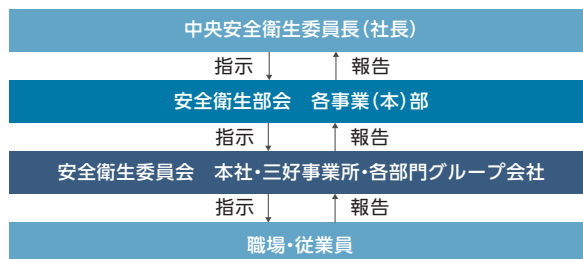 中央安全衛生委員長（社長）
指示 報告
安全衛生部会　各事業（本）部
指示 報告
安全衛生委員会　本社・三好事業所・各部門グループ会社
指示 報告
職場・従業員